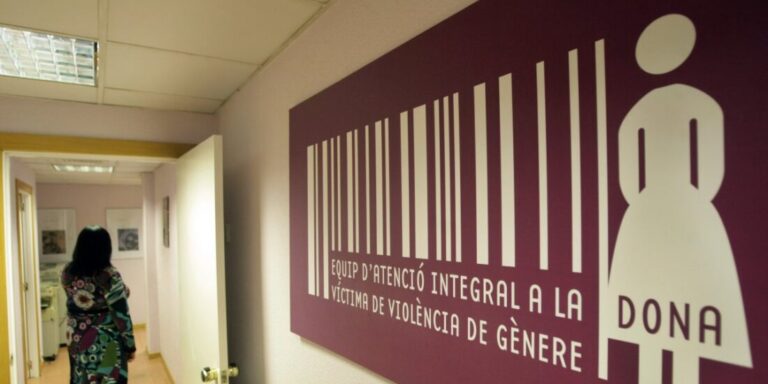 EQUIP D'ATENCIÓ INTEGRAL A LA
VÍCTIMA DE VIOLÈNCIA DE GÈNERE
DONA